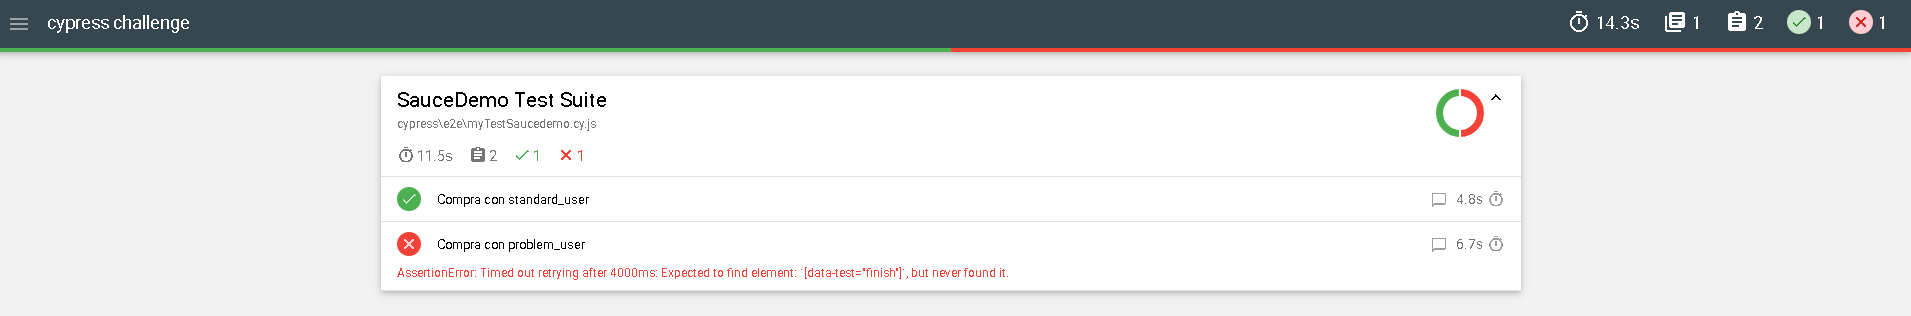 cypress challenge 14.3s 1 2 1 1
SauceDemo Test Suite
cypress\e2e\myTestSaucedemo.cy.js
11.5s 2 1 1
Compra con standard_user 4.8s
Compra con problem_user 6.7s
AssertionError: Timed out retrying after 4000ms: Expected to find element: `[data-test="finish"]`, but never found it.